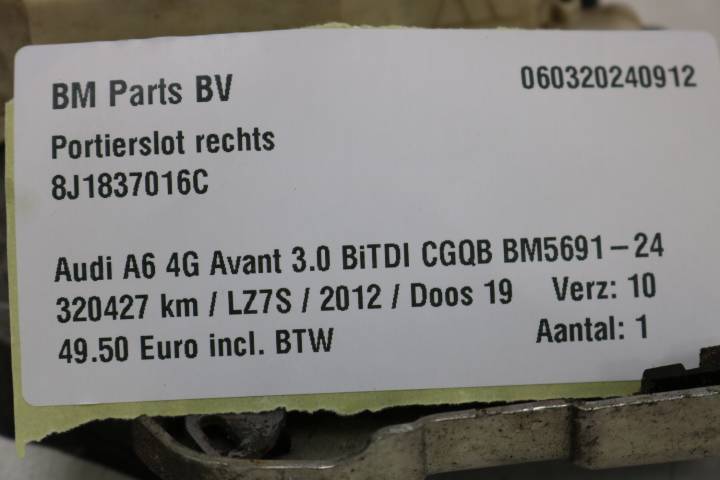 BM Parts BV 060320240912
Portierslot rechts
8J1837016C
Audi A6 4G Avant 3.0 BiTDI CGQB BM5691-24
320427 km / LZ7S / 2012 / Doos 19 Verz: 10
49.50 Euro incl. BTW Aantal: 1